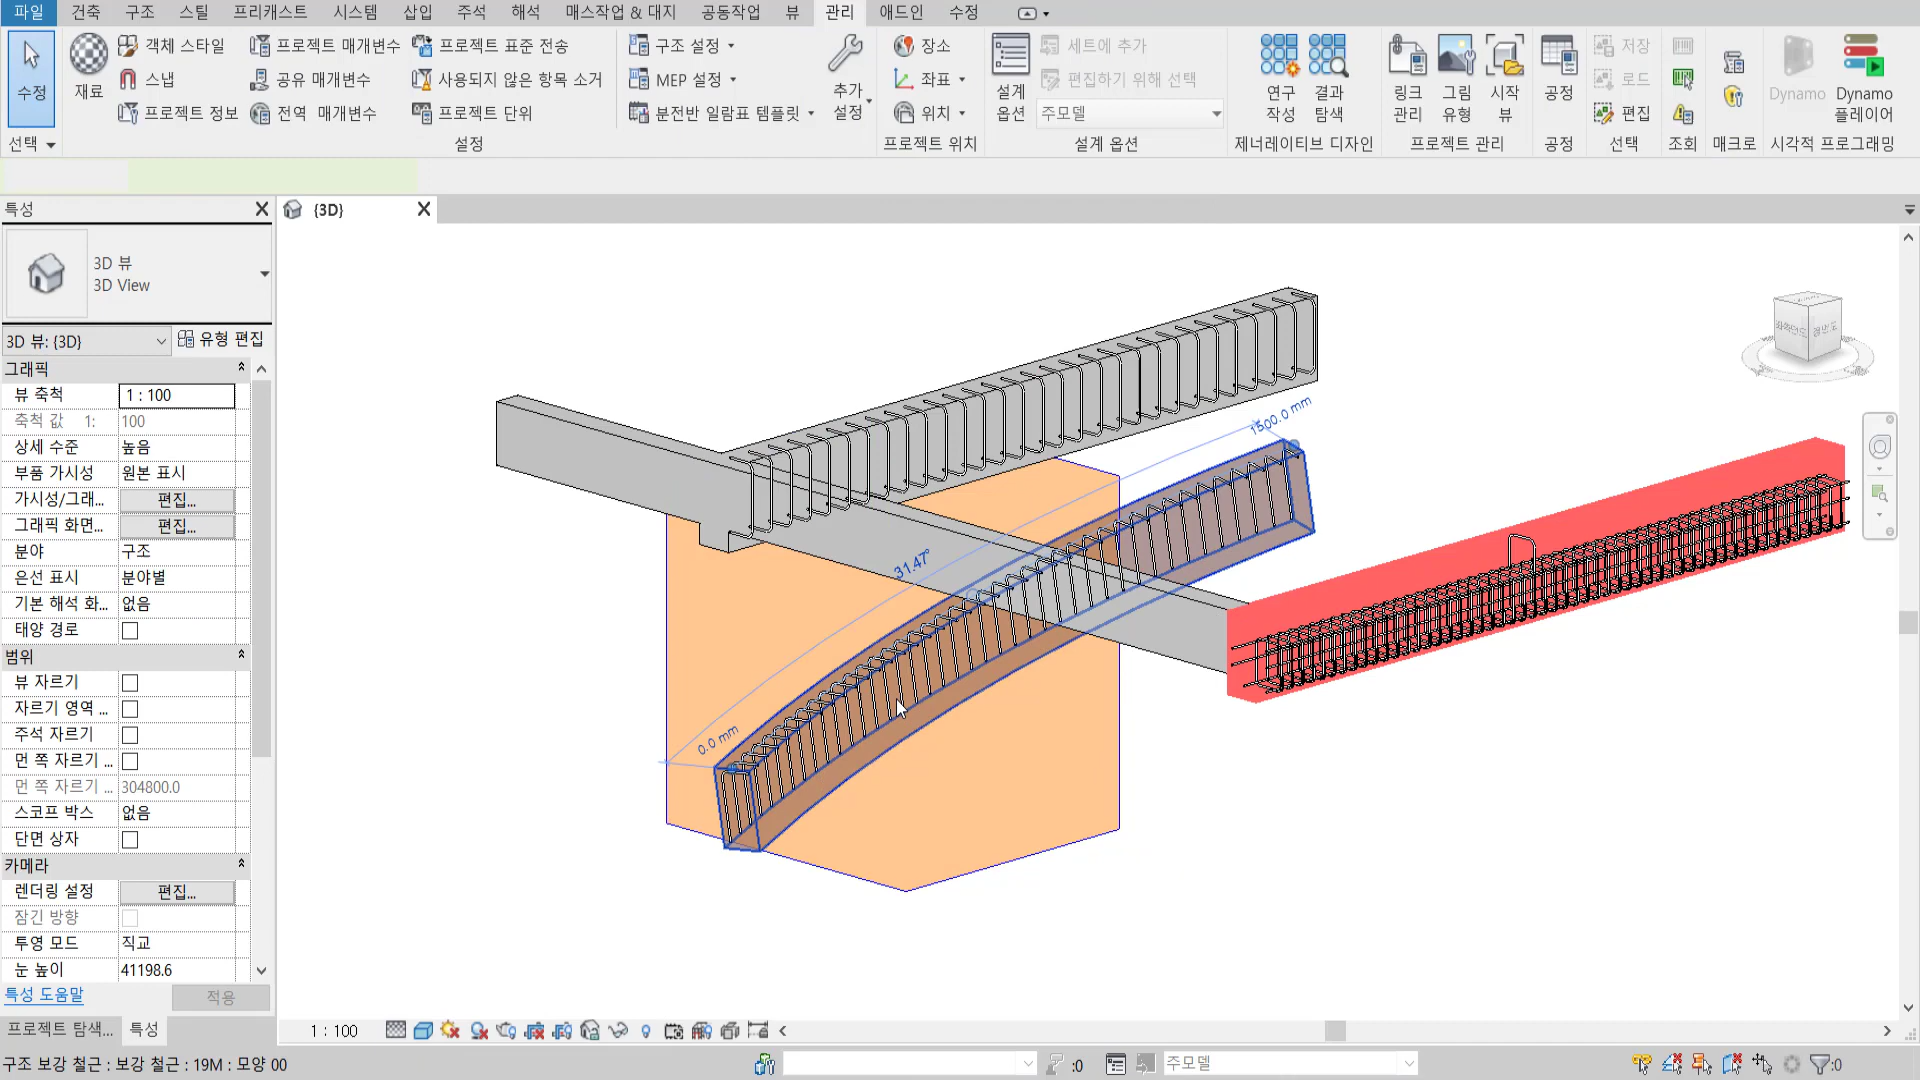 파일 건축 구조 스틸 프리캐스트 시스템 삽입 주석 해석 매스작업 & 대지 공동작업 뷰 관리 애드인 수정
수정
선택
재료
객체 스타일
스냅
프로젝트 정보
프로젝트 매개변수
공유 매개변수
전역 매개변수
프로젝트 표준 전송
사용되지 않은 항목 소거
프로젝트 단위
구조 설정
MEP 설정
분전반 일람표 템플릿
추가
설정
설정
장소
좌표
위치
프로젝트 위치
설계
옵션
세트에 추가
편집하기 위해 선택
주모델
설계 옵션
연구
작성
결과
탐색
제너레이티브 디자인
링크
관리
그림
유형
시작
뷰
프로젝트 관리
공정
공정
저장
로드
편집
선택
조회
매크로
Dynamo
Dynamo
플레이어
시각적 프로그래밍
특성
{3D}
3D 뷰
3D View
3D 뷰: {3D}
유형 편집
그래픽
뷰 축척 1 : 100
축척 값 1: 100
상세 수준 높음
부품 가시성 원본 표시
가시성/그래... 편집...
그래픽 화면... 편집...
분야 구조
은선 표시 분야별
기본 해석 화... 없음
태양 경로
범위
뷰 자르기
자르기 영역 ...
주석 자르기
먼 쪽 자르기 ...
먼 쪽 자르기 ... 304800.0
스코프 박스 없음
단면 상자
카메라
렌더링 설정 편집...
잠긴 방향
투영 모드 직교
눈 높이 41198.6
특성 도움말
적용
프로젝트 탐색...
특성
1500.0 mm
31.47°
0.0 mm
1 : 100
구조 보강 철근 : 보강 철근 : 19M : 모양 00
:0
주모델
:0